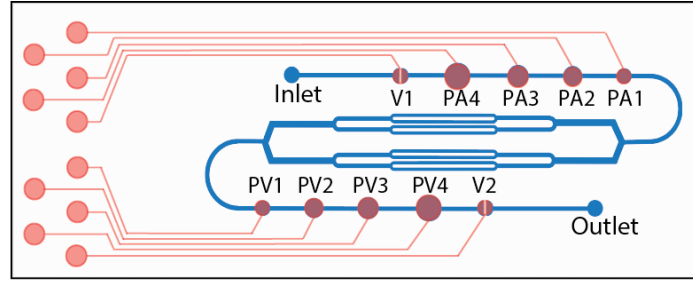 Inlet
V1 PA4 PA3 PA2 PA1
PV1 PV2 PV3 PV4 V2
Outlet